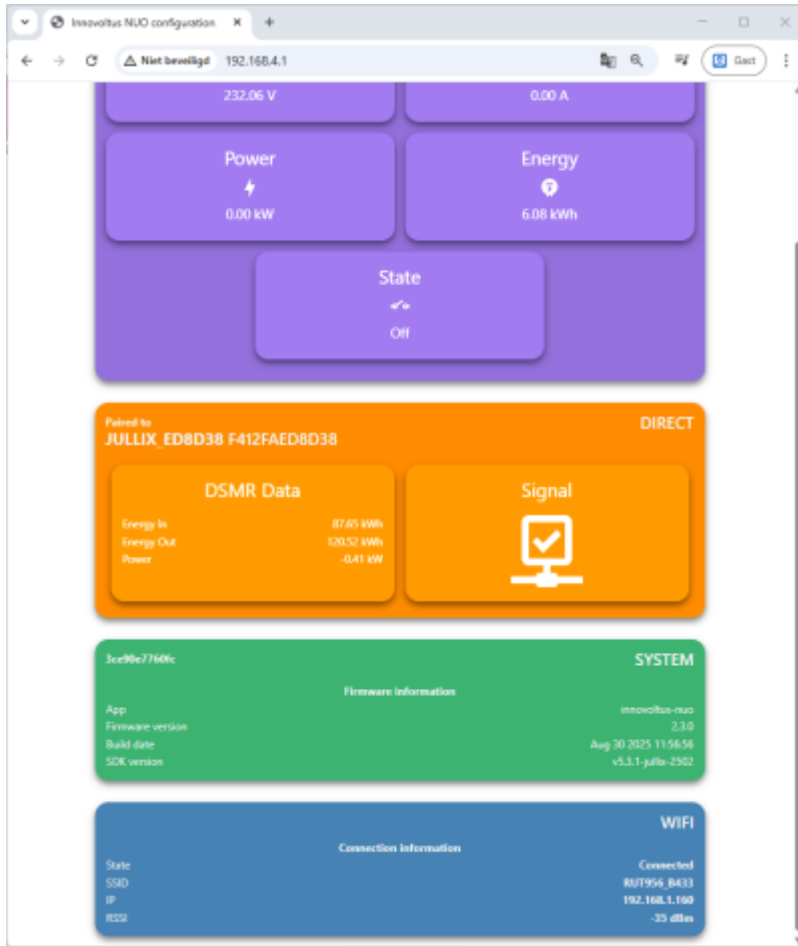 Innovoltus NUO configuration
Niet beveiligd 192.168.4.1 Gast
232.06 V 0.00 A
Power Energy
0.00 kW 6.08 kWh
State
Off
Paired to DIRECT
JULLIX_ED8D38 F412FAED8D38
DSMR Data Signal
Energy In 87.65 kWh
Energy Out 120.52 kWh
Power -0.41 kW
3ce90e7760fc SYSTEM
Firmware information
App innovoltus-nuo
Firmware version 2.3.0
Build date Aug 30 2025 11:56:56
SDK version v5.3.1-jullix-2502
WIFI
Connection information
State Connected
SSID RUT956_B433
IP 192.168.1.160
RSSI -35 dBm